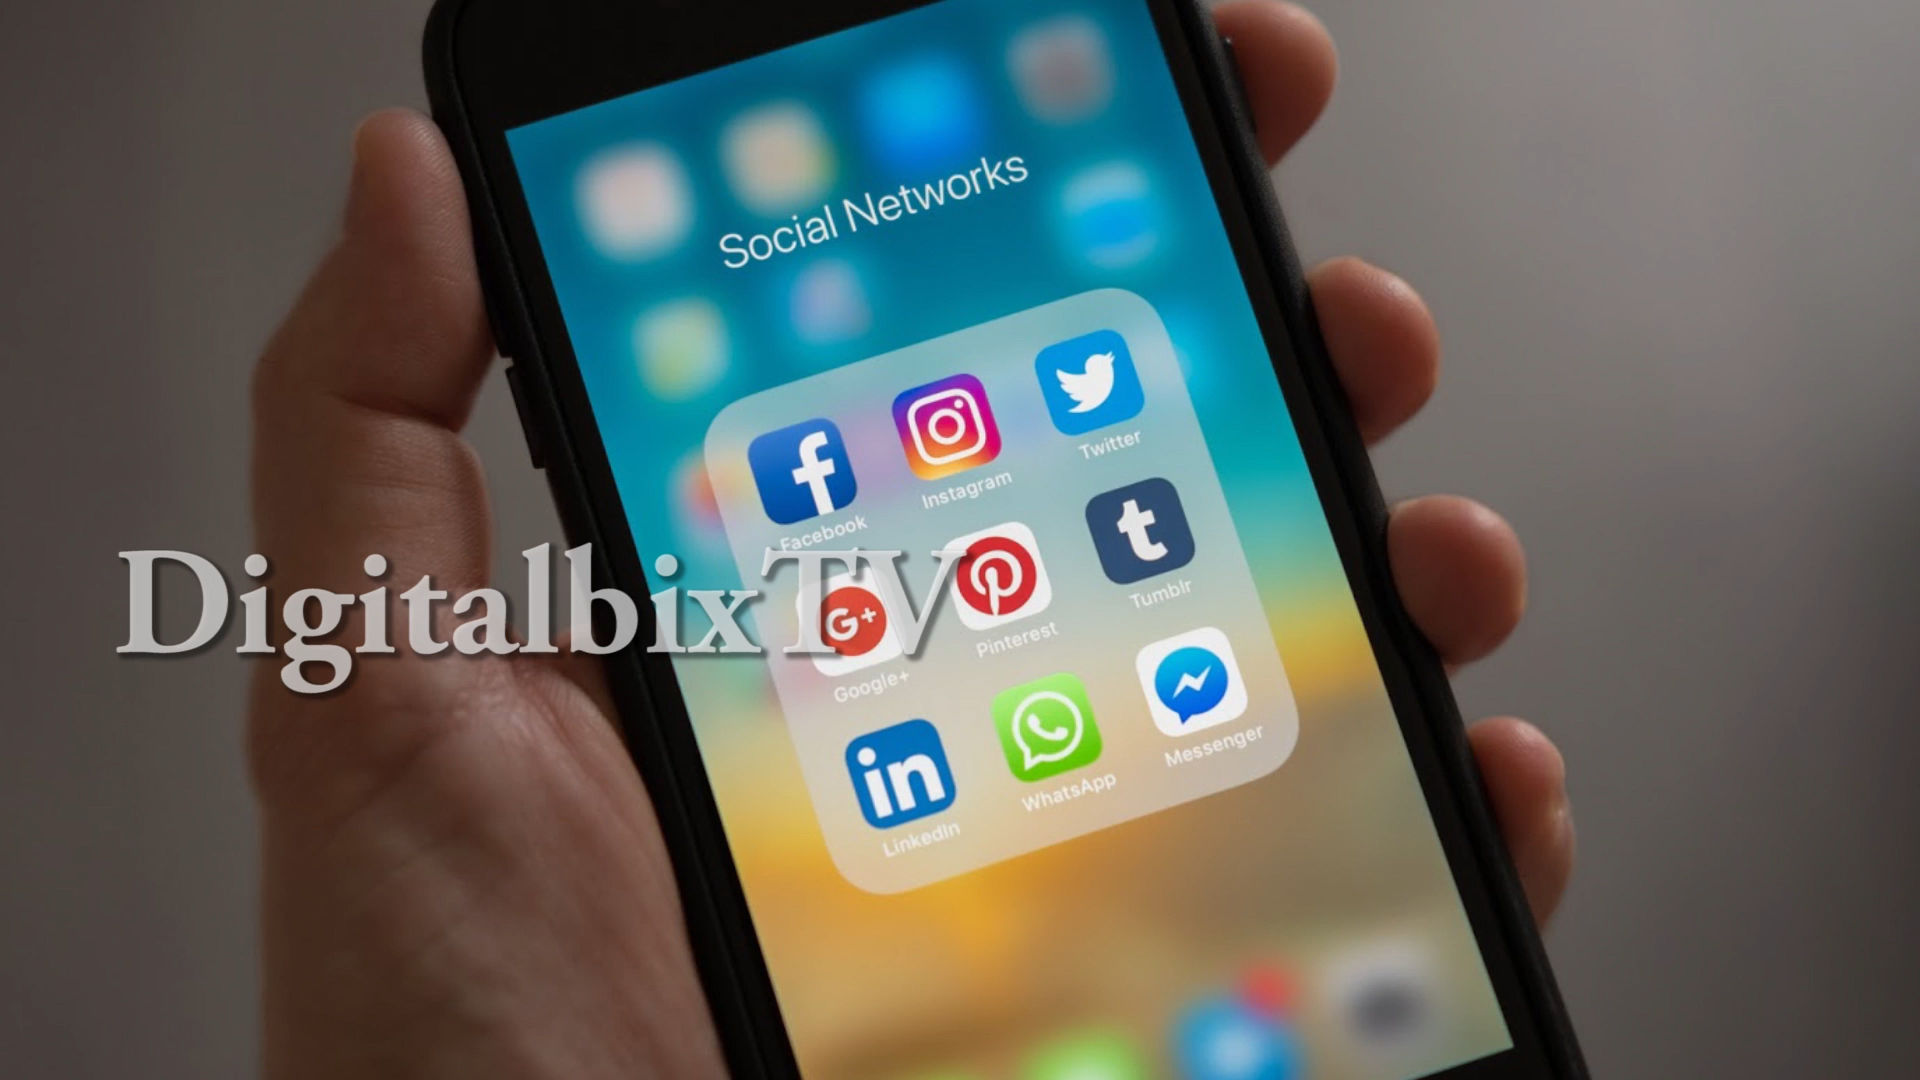 Social Networks
Facebook
Instagram
Twitter
DigitalbixTV
Google+
Pinterest
Tumblr
LinkedIn
WhatsApp
Messenger